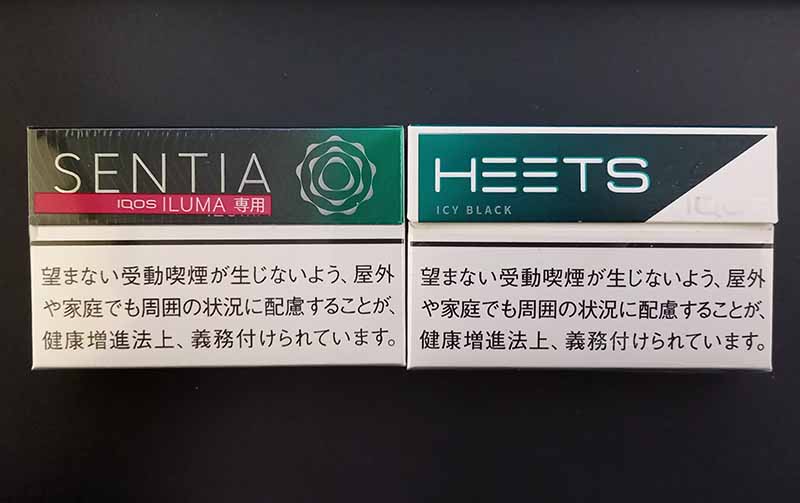 SENTIA
IQOS ILUMA 専用
望まない受動喫煙が生じないよう、屋外
や家庭でも周囲の状況に配慮することが、
健康増進法上、義務付けられています。
HEETS
ICY BLACK
IQOS
望まない受動喫煙が生じないよう、屋外
や家庭でも周囲の状況に配慮することが、
健康増進法上、義務付けられています。